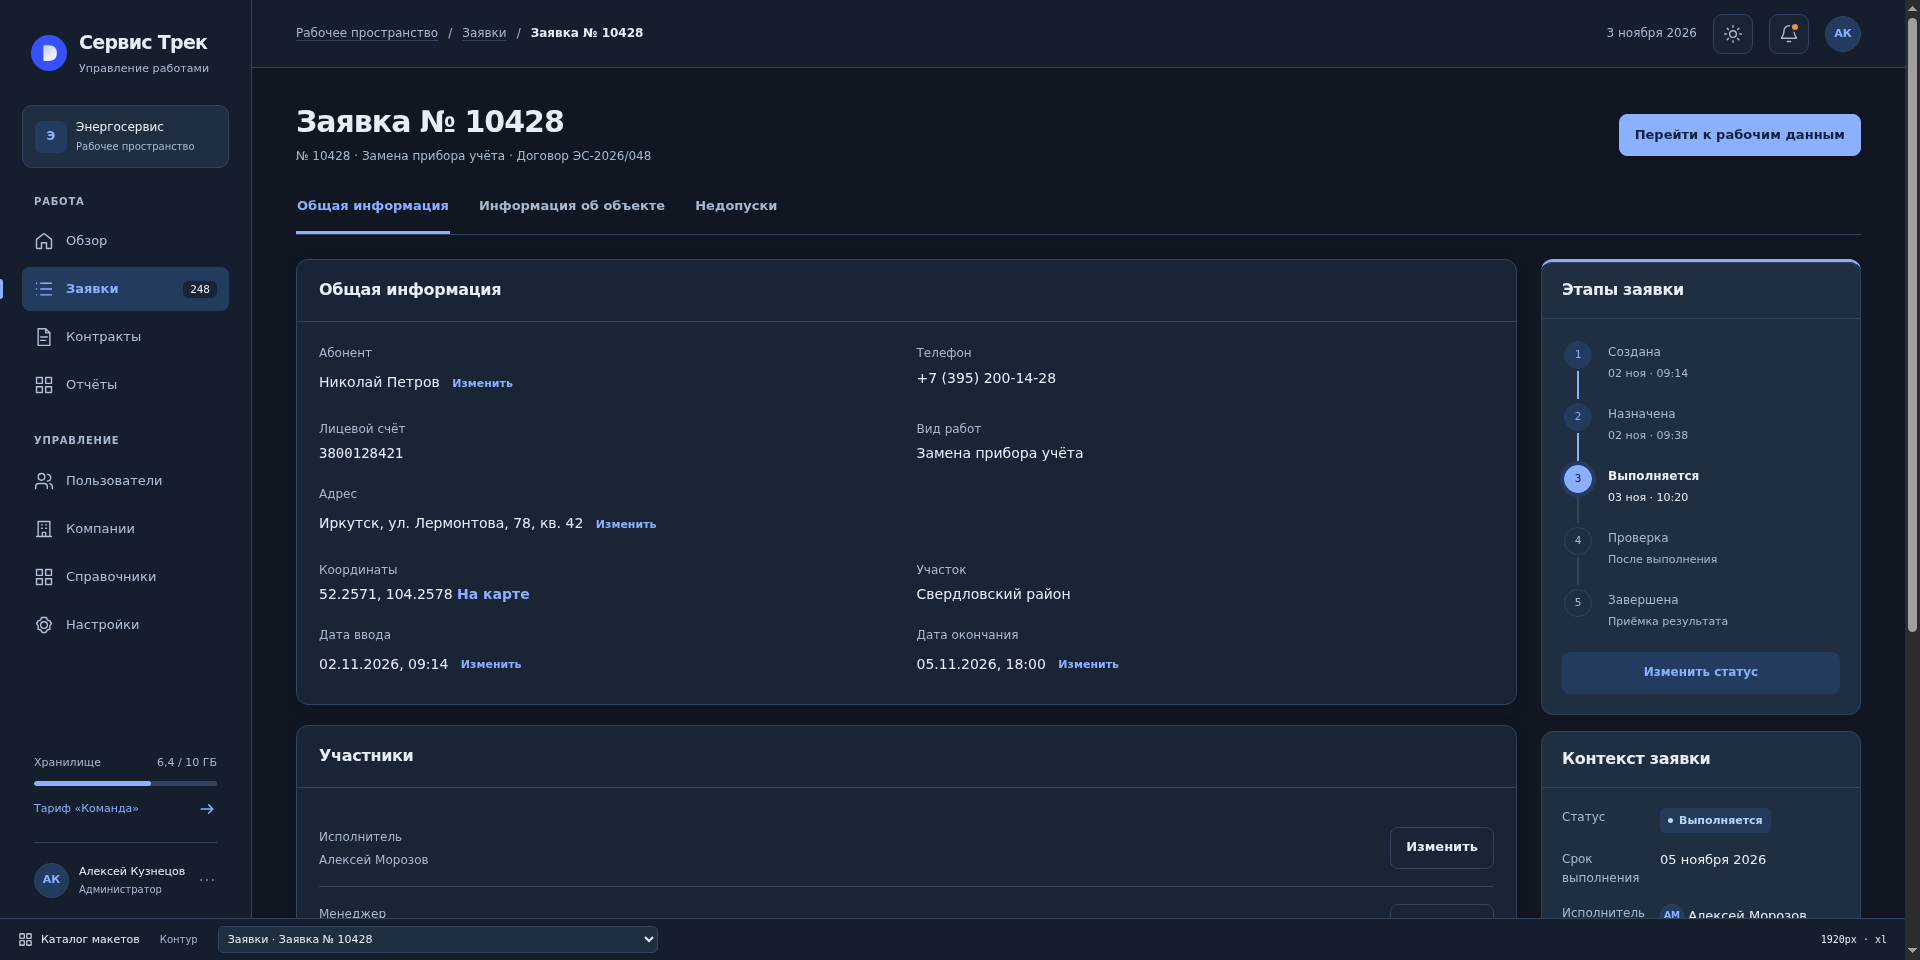 Сервис Трек
Управление работами
Э
Энергосервис
Рабочее пространство
РАБОТА
Обзор
Заявки 248
Контракты
Отчёты
УПРАВЛЕНИЕ
Пользователи
Компании
Справочники
Настройки
Хранилище 6,4 / 10 ГБ
Тариф «Команда»
АК
Алексей Кузнецов
Администратор
Рабочее пространство / Заявки / Заявка № 10428
3 ноября 2026
АК
Заявка № 10428
№ 10428 · Замена прибора учёта · Договор ЭС-2026/048
Перейти к рабочим данным
Общая информация Информация об объекте Недопуски
Общая информация
Абонент
Николай Петров Изменить
Телефон
+7 (395) 200-14-28
Лицевой счёт
3800128421
Вид работ
Замена прибора учёта
Адрес
Иркутск, ул. Лермонтова, 78, кв. 42 Изменить
Координаты
52.2571, 104.2578 На карте
Участок
Свердловский район
Дата ввода
02.11.2026, 09:14 Изменить
Дата окончания
05.11.2026, 18:00 Изменить
Участники
Исполнитель
Алексей Морозов
Изменить
Менеджер
Этапы заявки
1 Создана
02 ноя · 09:14
2 Назначена
02 ноя · 09:38
3 Выполняется
03 ноя · 10:20
4 Проверка
После выполнения
5 Завершена
Приёмка результата
Изменить статус
Контекст заявки
Статус Выполняется
Срок
выполнения
05 ноября 2026
Исполнитель АМ Алексей Морозов
Каталог макетов Контур Заявки · Заявка № 10428
1920px · xl